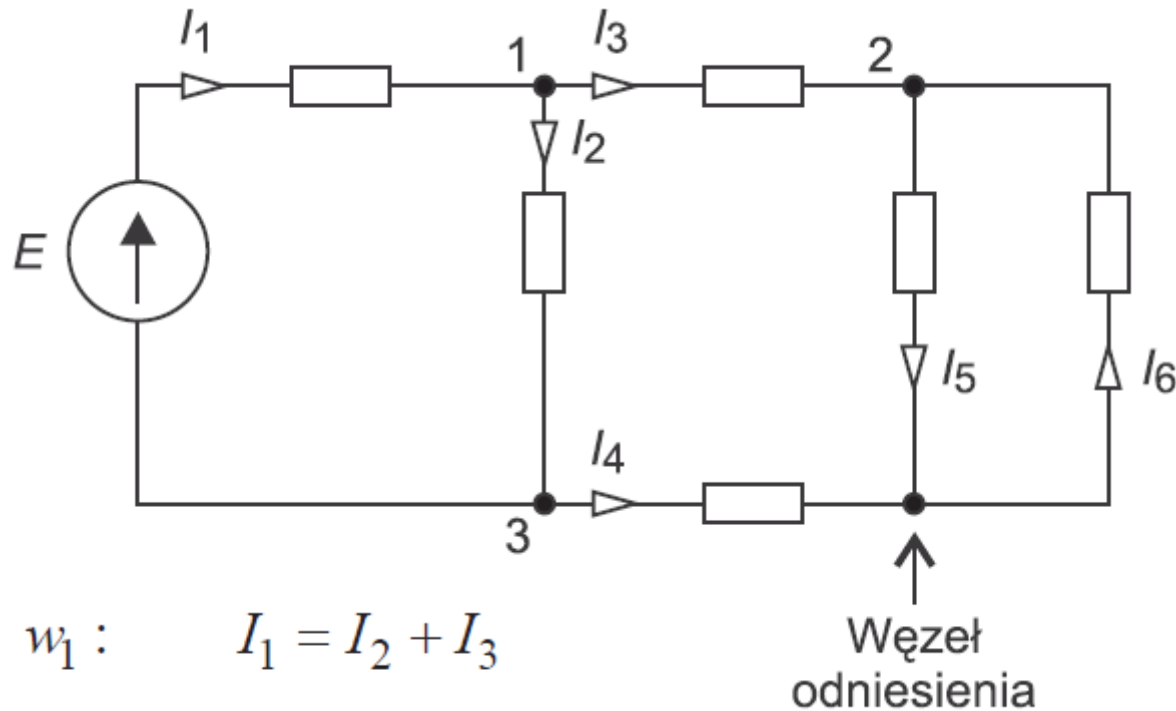 I1
1
I3
2
I2
E
I5
I6
I4
3
w1 : I1 = I2 + I3
Węzeł
odniesienia